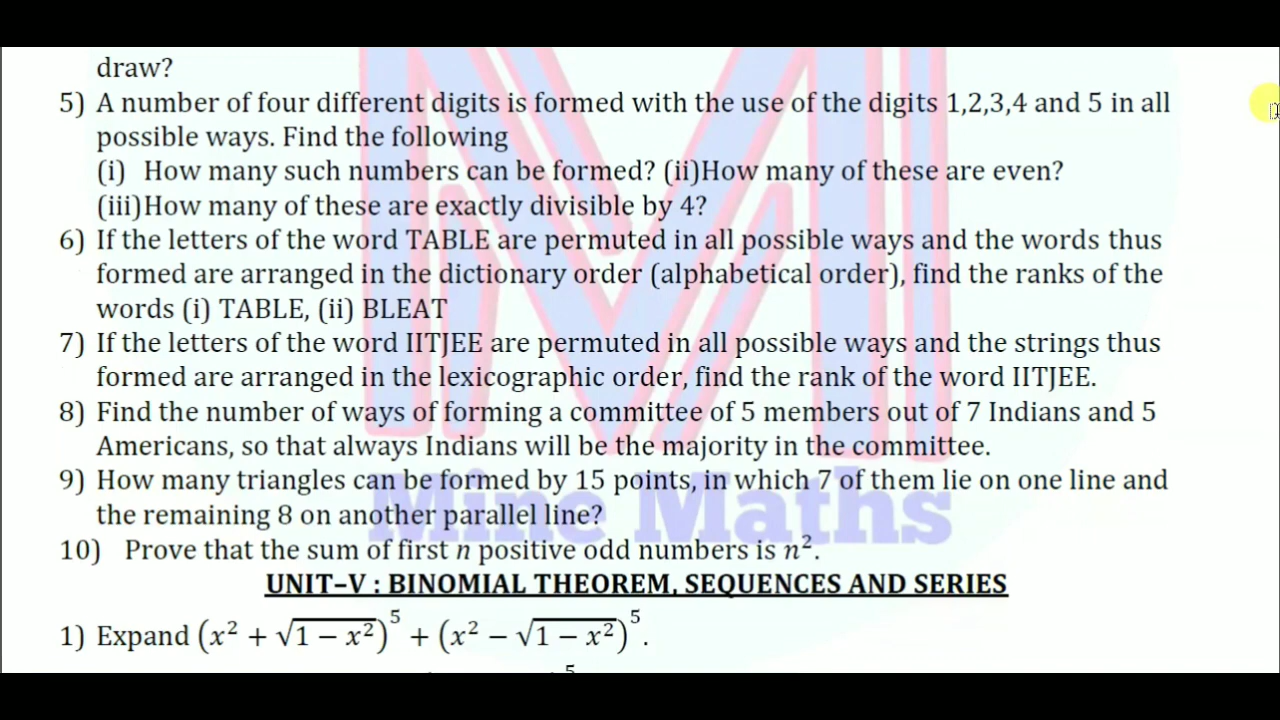 draw?
5) A number of four different digits is formed with the use of the digits 1,2,3,4 and 5 in all
possible ways. Find the following
(i) How many such numbers can be formed? (ii)How many of these are even?
(iii)How many of these are exactly divisible by 4?
6) If the letters of the word TABLE are permuted in all possible ways and the words thus
formed are arranged in the dictionary order (alphabetical order), find the ranks of the
words (i) TABLE, (ii) BLEAT
7) If the letters of the word IITJEE are permuted in all possible ways and the strings thus
formed are arranged in the lexicographic order, find the rank of the word IITJEE.
8) Find the number of ways of forming a committee of 5 members out of 7 Indians and 5
Americans, so that always Indians will be the majority in the committee.
9) How many triangles can be formed by 15 points, in which 7 of them lie on one line and
the remaining 8 on another parallel line?
Mine Maths
10) Prove that the sum of first n positive odd numbers is n².
UNIT–V : BINOMIAL THEOREM, SEQUENCES AND SERIES
1) Expand (x² + √(1 − x²))⁵ + (x² − √(1 − x²))⁵.
5